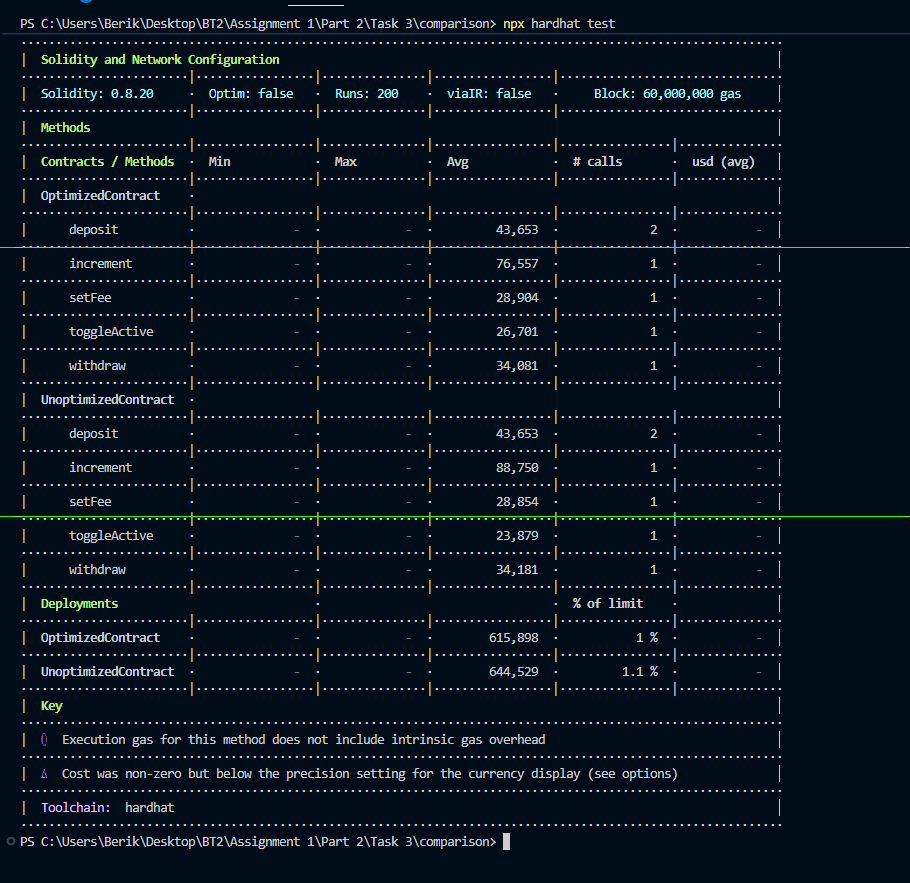 PS C:\Users\Berik\Desktop\BT2\Assignment 1\Part 2\Task 3\comparison> npx hardhat test
| Solidity and Network Configuration |
| Solidity: 0.8.20 · Optim: false · Runs: 200 · viaIR: false · Block: 60,000,000 gas |
| Methods |
| Contracts / Methods · Min · Max · Avg · # calls · usd (avg) |
| OptimizedContract · |
| deposit · - · - · 43,653 · 2 · - |
| increment · - · - · 76,557 · 1 · - |
| setFee · - · - · 28,904 · 1 · - |
| toggleActive · - · - · 26,701 · 1 · - |
| withdraw · - · - · 34,081 · 1 · - |
| UnoptimizedContract · |
| deposit · - · - · 43,653 · 2 · - |
| increment · - · - · 88,750 · 1 · - |
| setFee · - · - · 28,854 · 1 · - |
| toggleActive · - · - · 23,879 · 1 · - |
| withdraw · - · - · 34,181 · 1 · - |
| Deployments · · % of limit · |
| OptimizedContract · - · - · 615,898 · 1 % · - |
| UnoptimizedContract · - · - · 644,529 · 1.1 % · - |
| Key |
| ◯ Execution gas for this method does not include intrinsic gas overhead |
| △ Cost was non-zero but below the precision setting for the currency display (see options) |
| Toolchain: hardhat |
PS C:\Users\Berik\Desktop\BT2\Assignment 1\Part 2\Task 3\comparison>